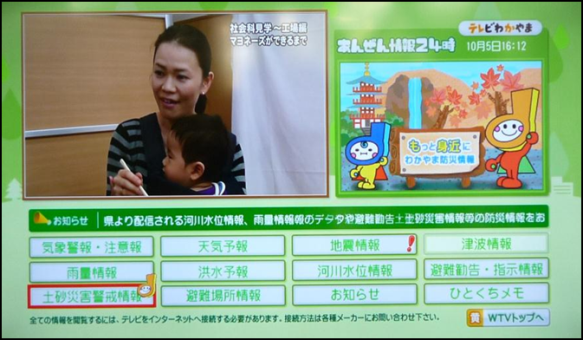 社会科見学 ～工場編
マヨネーズができるまで
テレビわかやま
あんぜん情報24時
10月5日16:12
もっと身近に
わかやま防災情報
お知らせ
県より配信される河川水位情報、雨量情報等のデータや避難勧告土砂災害情報等の防災情報をお
気象警報・注意報
天気予報
地震情報
津波情報
雨量情報
洪水予報
河川水位情報
避難勧告・指示情報
土砂災害警戒情報
避難場所情報
お知らせ
ひとくちメモ
全ての情報を閲覧するには、テレビをインターネットへ接続する必要があります。接続方法は各種メーカーにお問い合わせ下さい。
黄 WTVトップへ